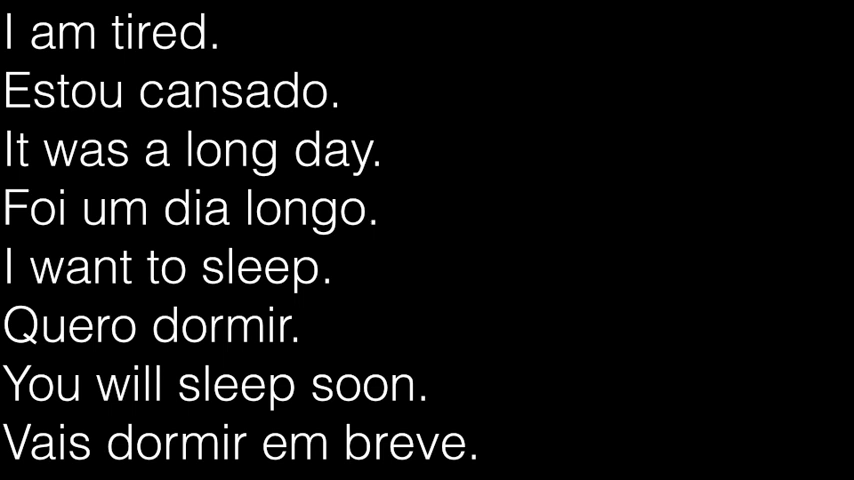 I am tired.
Estou cansado.
It was a long day.
Foi um dia longo.
I want to sleep.
Quero dormir.
You will sleep soon.
Vais dormir em breve.